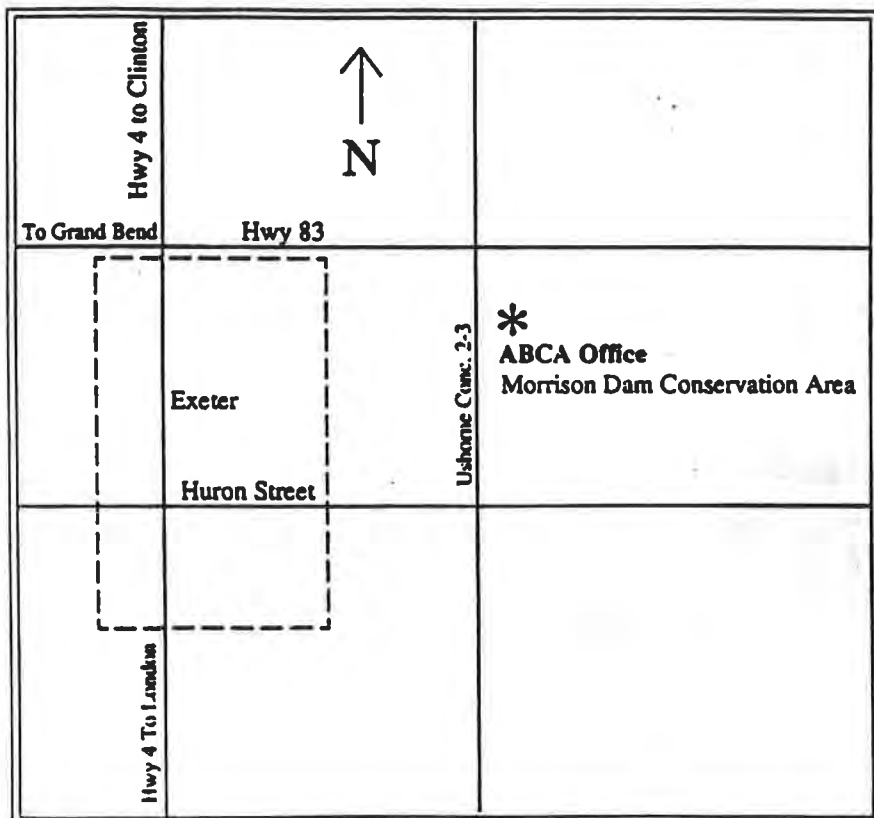 Hwy 4 to Clinton
N
To Grand Bend
Hwy 83
*
ABCA Office
Morrison Dam Conservation Area
Usborne Conc. 2-3
Exeter
Huron Street
Hwy 4 To London